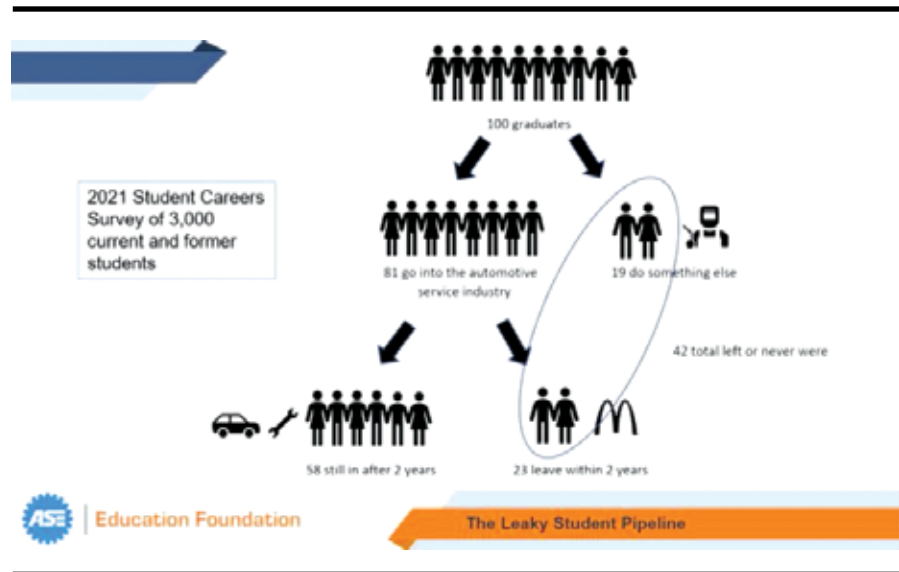 100 graduates
2021 Student Careers
Survey of 3,000
current and former
students
81 go into the automotive
service industry
19 do something else
42 total left or never were
58 still in after 2 years
23 leave within 2 years
ASE
Education Foundation
The Leaky Student Pipeline